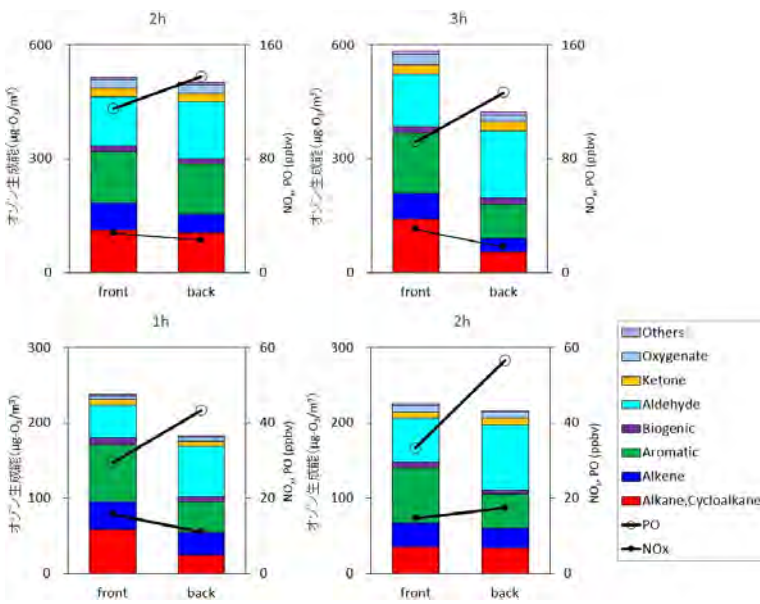 2h
600
300
0
オゾン生成能(μg-O₃/m³)
160
80
0
NOₓ, PO (ppbv)
front
back
3h
600
300
0
オゾン生成能(μg-O₃/m³)
160
80
0
NOₓ, PO (ppbv)
front
back
1h
300
200
100
0
オゾン生成能(μg-O₃/m³)
60
40
20
0
NOₓ, PO (ppbv)
front
back
2h
300
200
100
0
オゾン生成能(μg-O₃/m³)
60
40
20
0
NOₓ, PO (ppbv)
front
back
Others
Oxygenate
Ketone
Aldehyde
Biogenic
Aromatic
Alkene
Alkane,Cycloalkane
PO
NOx